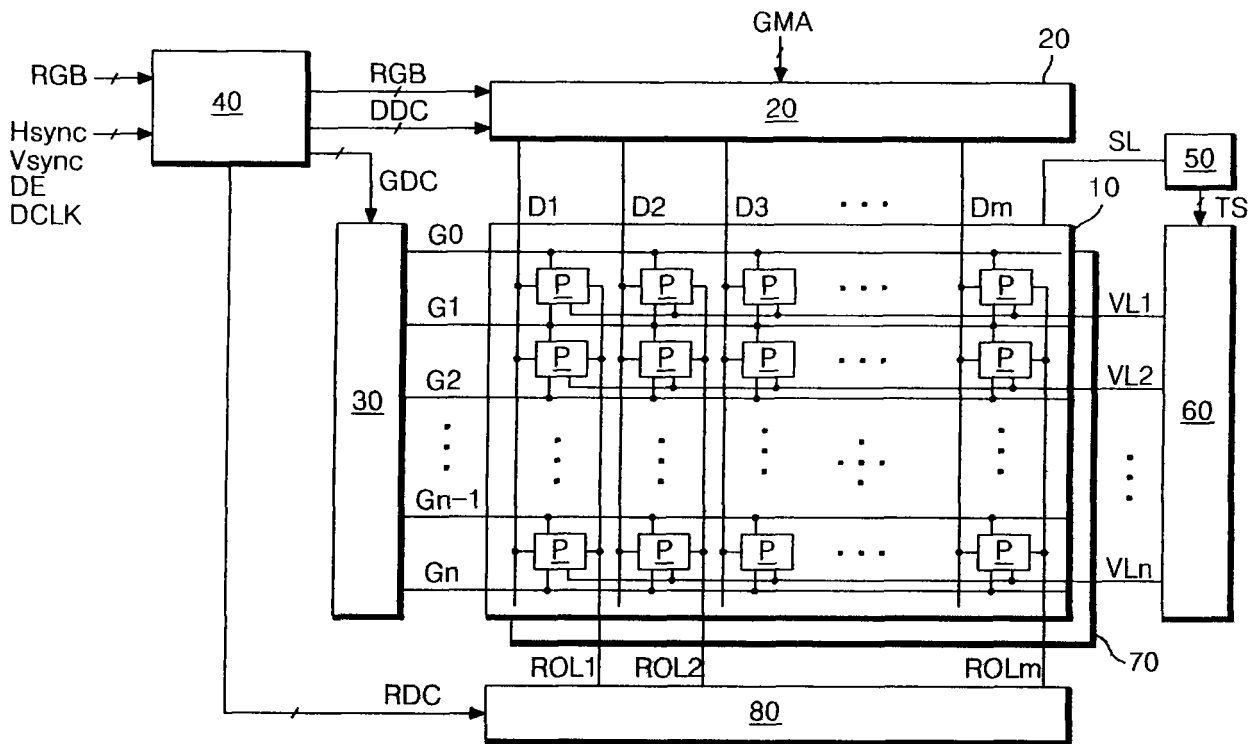 GMA
20
RGB
40
RGB
DDC
20
Hsync
Vsync
DE
DCLK
GDC
SL
50
TS
D1 D2 D3 ... Dm
10
G0
P P P ... P
G1
VL1
P P P ... P
G2
VL2
30
60
Gn-1
P P P ... P
Gn
VLn
70
ROL1 ROL2 ROLm
RDC
80